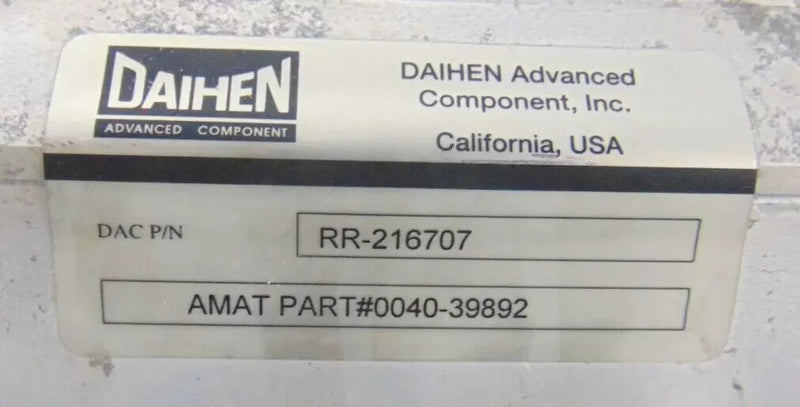 DAIHEN
ADVANCED COMPONENT
DAIHEN Advanced
Component, Inc.
California, USA
DAC P/N
RR-216707
AMAT PART#0040-39892